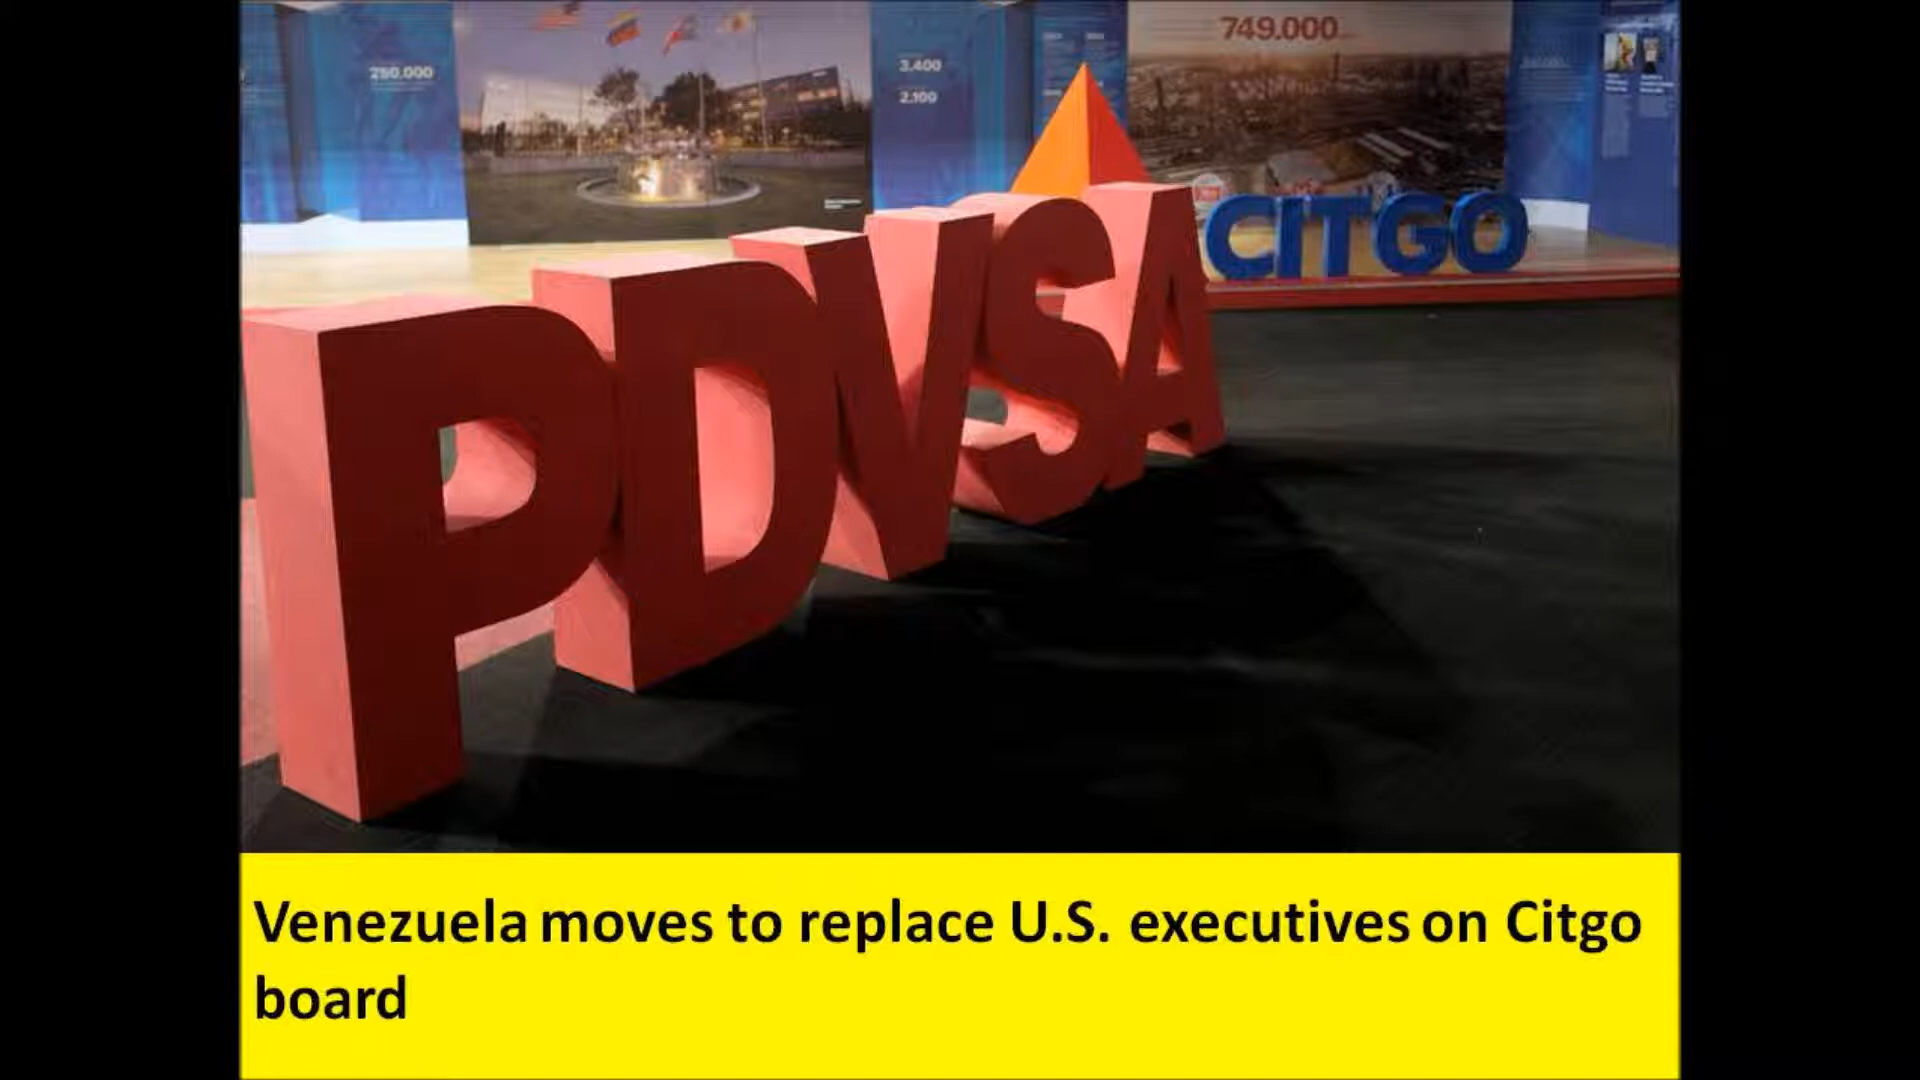 749.000
250.000
3.400
2.100
CITGO
PDVSA
Venezuela moves to replace U.S. executives on Citgo
board